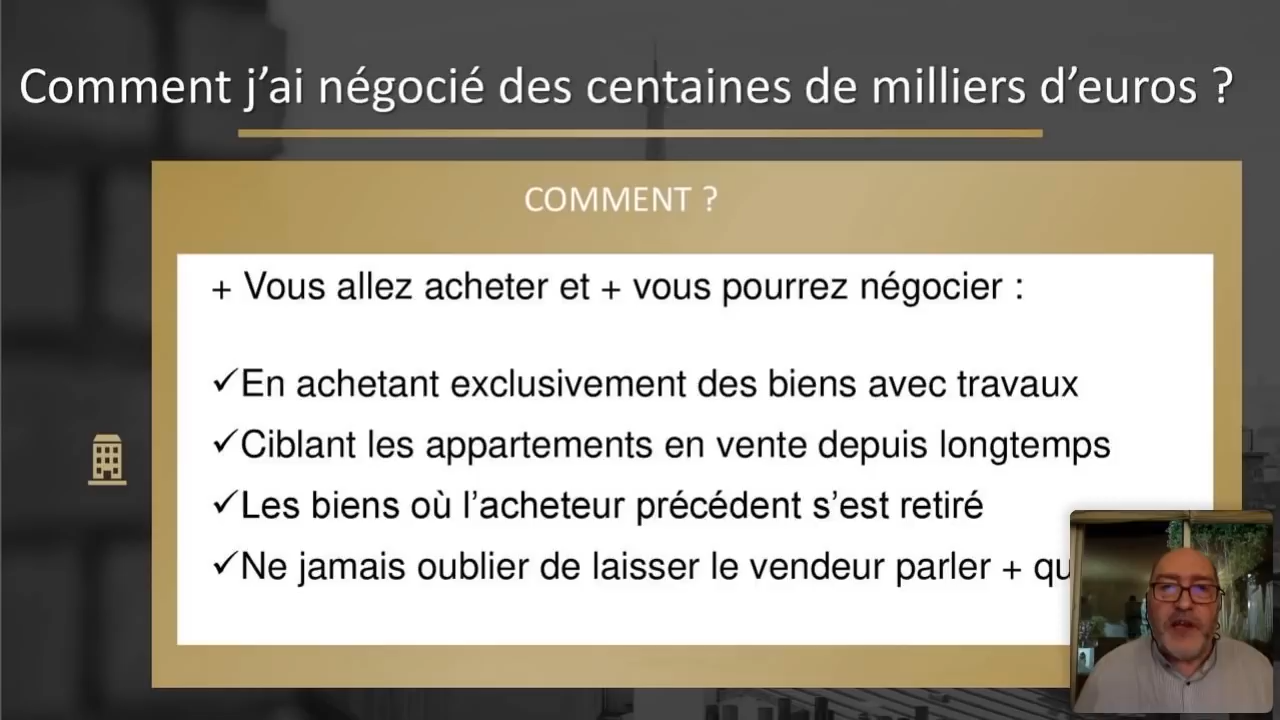 Comment j’ai négocié des centaines de milliers d’euros ?
COMMENT ?
+ Vous allez acheter et + vous pourrez négocier :
✓En achetant exclusivement des biens avec travaux
✓Ciblant les appartements en vente depuis longtemps
✓Les biens où l’acheteur précédent s’est retiré
✓Ne jamais oublier de laisser le vendeur parler +